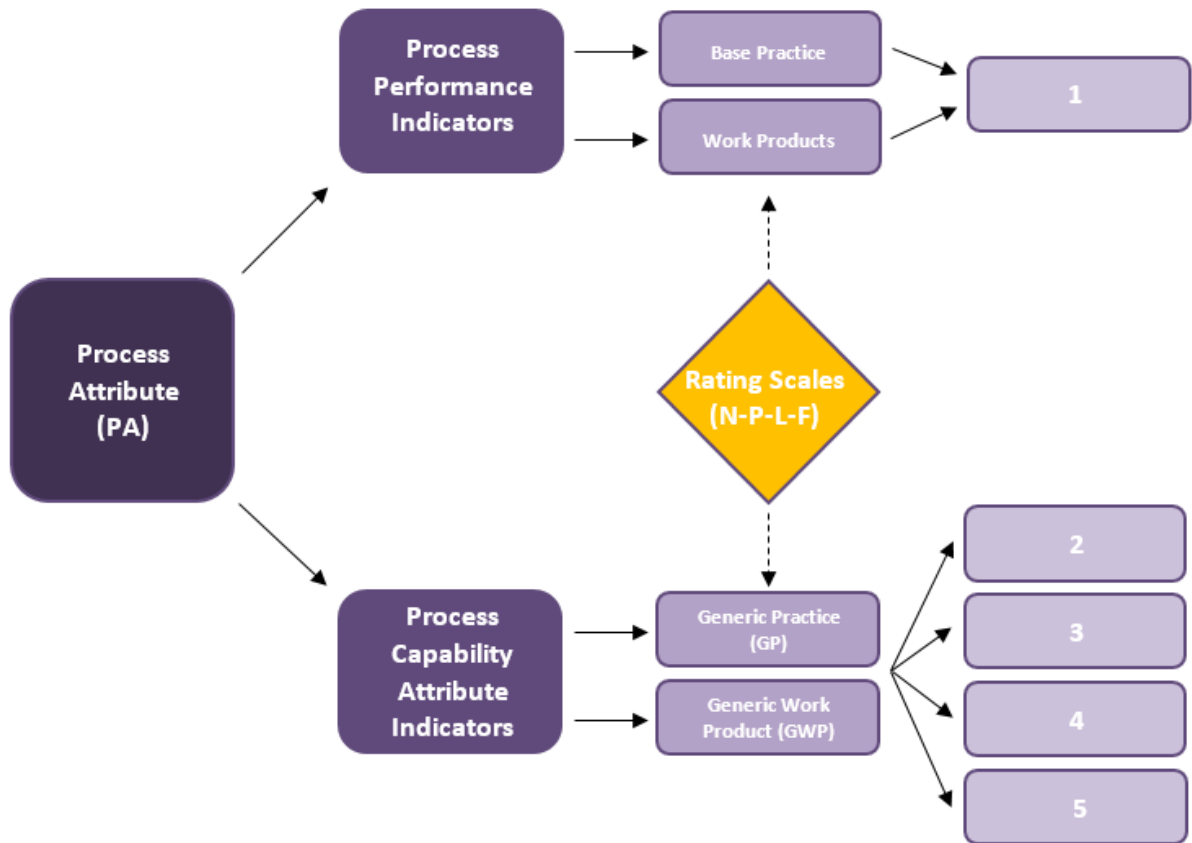 Process
Performance
Indicators
Base Practice
Work Products
1
Process
Attribute
(PA)
Rating Scales
(N-P-L-F)
Process
Capability
Attribute
Indicators
Generic Practice
(GP)
Generic Work
Product (GWP)
2
3
4
5